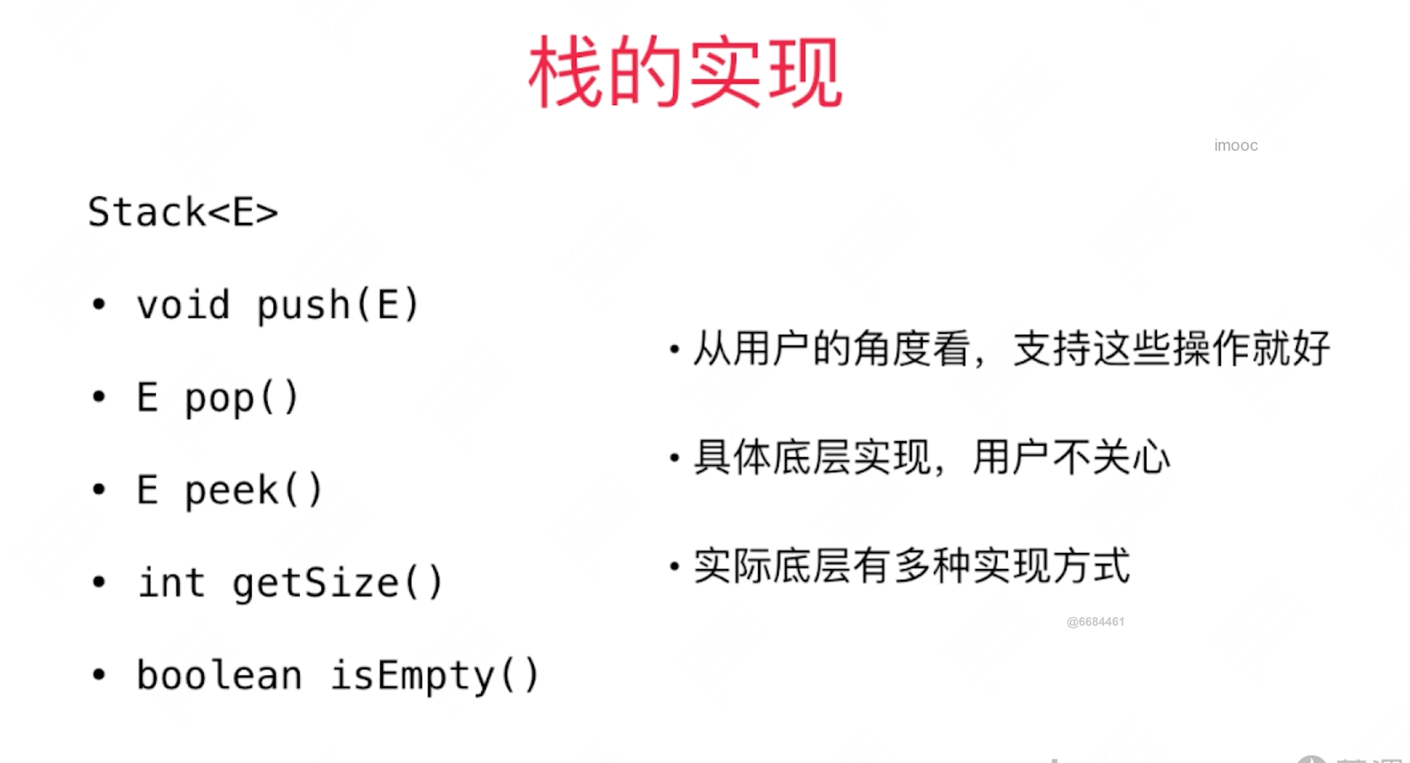 栈的实现
imooc
Stack<E>
• void push(E)
• E pop()
• E peek()
• int getSize()
• boolean isEmpty()
• 从用户的角度看，支持这些操作就好
• 具体底层实现，用户不关心
• 实际底层有多种实现方式
@6684461